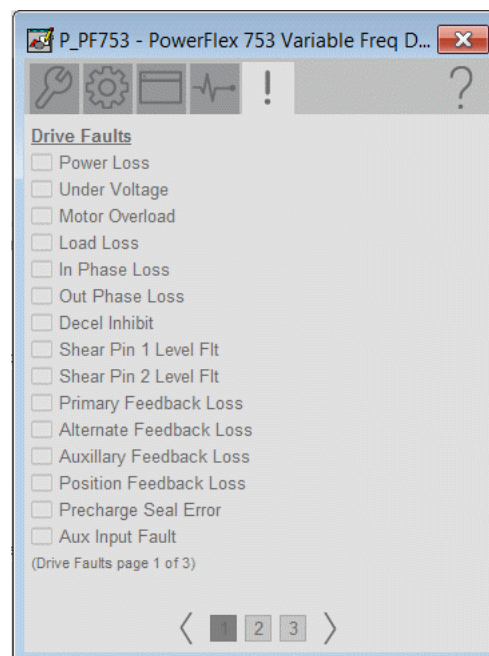 P_PF753 - PowerFlex 753 Variable Freq D...
! ?
Drive Faults
Power Loss
Under Voltage
Motor Overload
Load Loss
In Phase Loss
Out Phase Loss
Decel Inhibit
Shear Pin 1 Level Flt
Shear Pin 2 Level Flt
Primary Feedback Loss
Alternate Feedback Loss
Auxillary Feedback Loss
Position Feedback Loss
Precharge Seal Error
Aux Input Fault
(Drive Faults page 1 of 3)
1 2 3